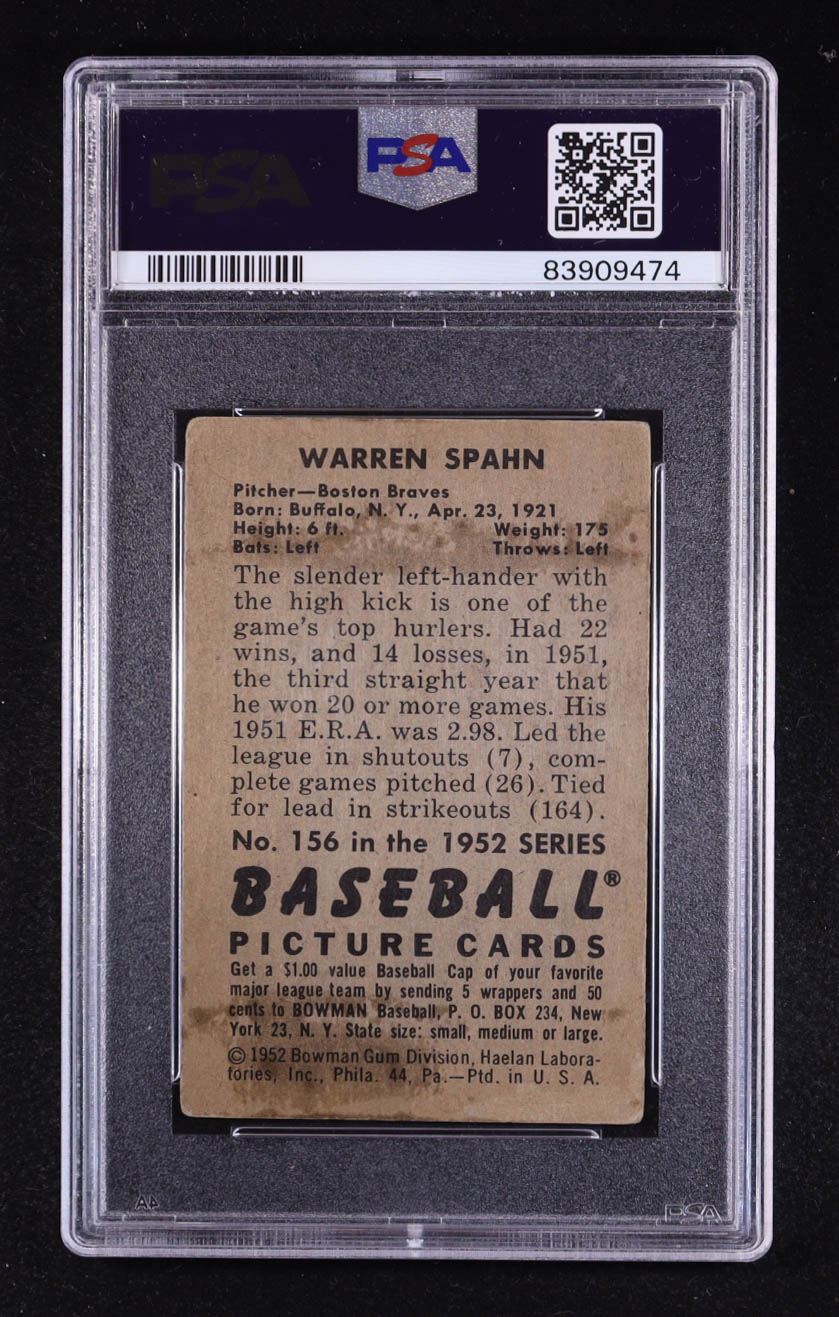 PSA
PSA
83909474
WARREN SPAHN
Pitcher—Boston Braves
Born: Buffalo, N. Y., Apr. 23, 1921
Height: 6 ft. Weight: 175
Bats: Left Throws: Left
The slender left-hander with
the high kick is one of the
game's top hurlers. Had 22
wins, and 14 losses, in 1951,
the third straight year that
he won 20 or more games. His
1951 E.R.A. was 2.98. Led the
league in shutouts (7), com-
plete games pitched (26). Tied
for lead in strikeouts (164).
No. 156 in the 1952 SERIES
BASEBALL®
PICTURE CARDS
Get a $1.00 value Baseball Cap of your favorite
major league team by sending 5 wrappers and 50
cents to BOWMAN Baseball, P. O. BOX 234, New
York 23, N. Y. State size: small, medium or large.
© 1952 Bowman Gum Division, Haelan Labora-
tories, Inc., Phila. 44, Pa.—Ptd. in U. S. A.
PSA